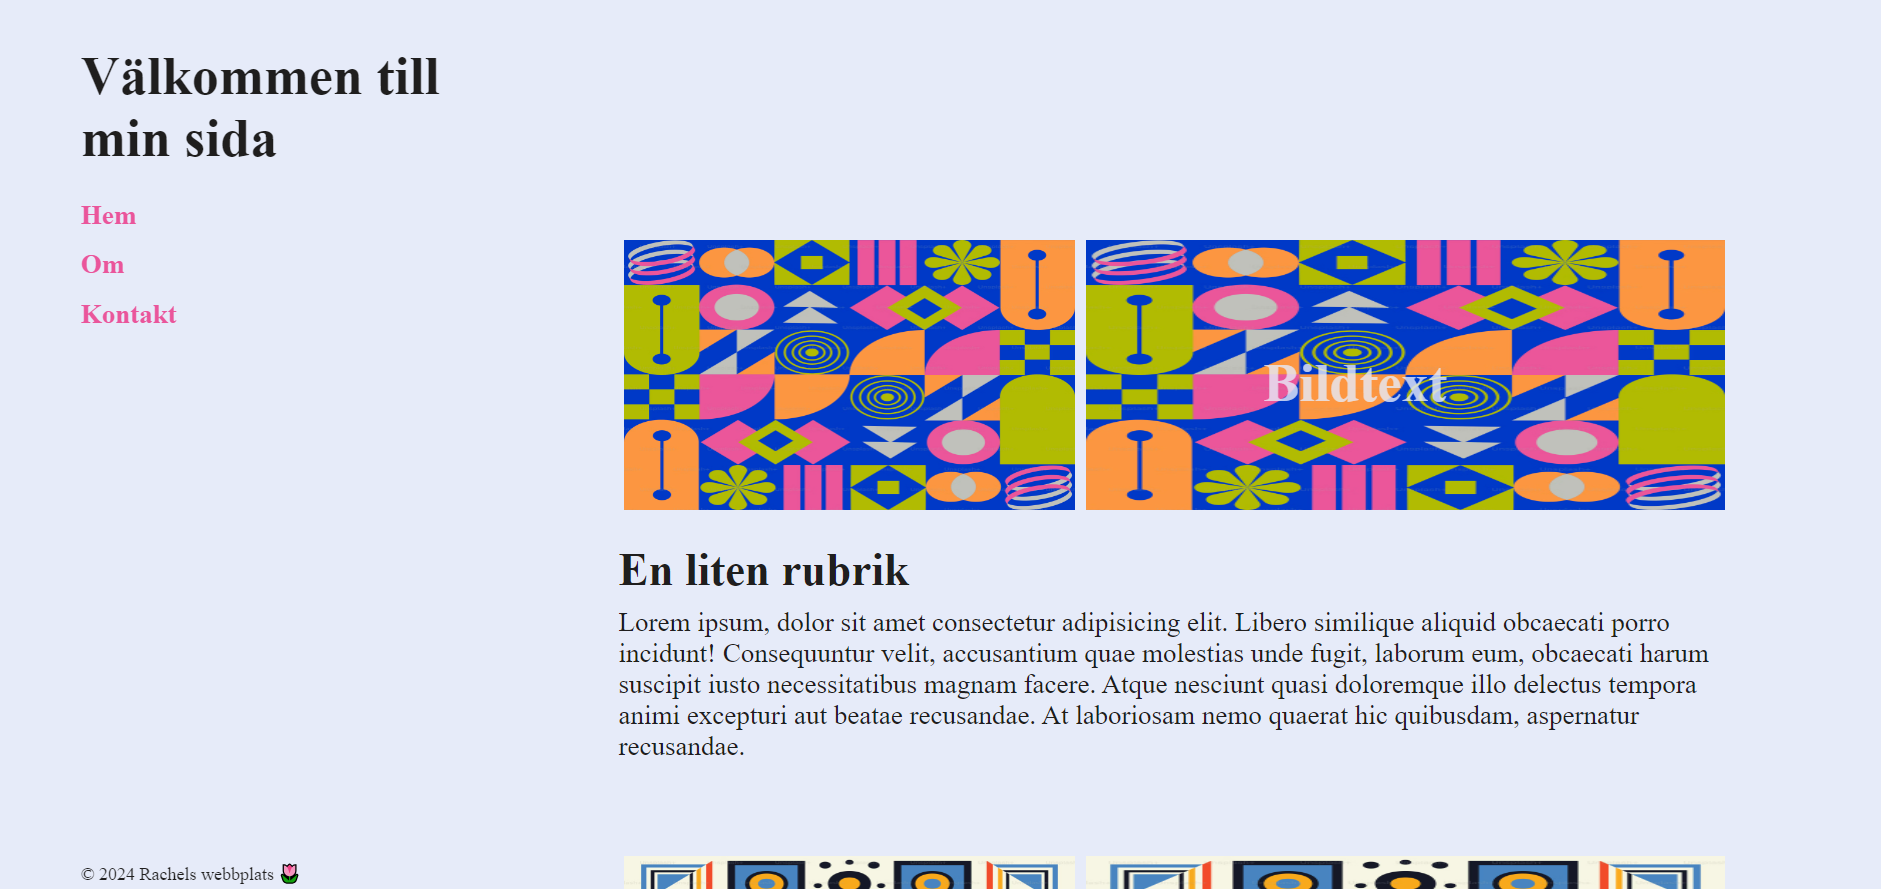 Välkommen till
min sida
Hem
Om
Kontakt
Bildtext
En liten rubrik
Lorem ipsum, dolor sit amet consectetur adipisicing elit. Libero similique aliquid obcaecati porro
incidunt! Consequuntur velit, accusantium quae molestias unde fugit, laborum eum, obcaecati harum
suscipit iusto necessitatibus magnam facere. Atque nesciunt quasi doloremque illo delectus tempora
animi excepturi aut beatae recusandae. At laboriosam nemo quaerat hic quibusdam, aspernatur
recusandae.
© 2024 Rachels webbplats 🌷